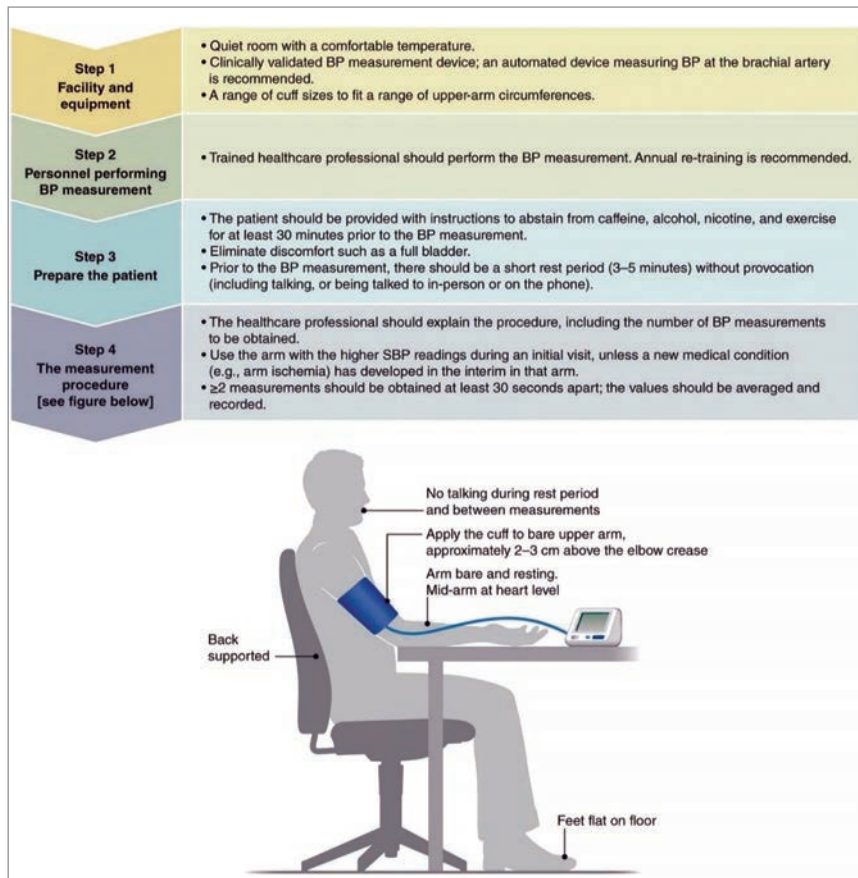 Step 1
Facility and
equipment
• Quiet room with a comfortable temperature.
• Clinically validated BP measurement device; an automated device measuring BP at the brachial artery
is recommended.
• A range of cuff sizes to fit a range of upper-arm circumferences.
Step 2
Personnel performing
BP measurement
• Trained healthcare professional should perform the BP measurement. Annual re-training is recommended.
Step 3
Prepare the patient
• The patient should be provided with instructions to abstain from caffeine, alcohol, nicotine, and exercise
for at least 30 minutes prior to the BP measurement.
• Eliminate discomfort such as a full bladder.
• Prior to the BP measurement, there should be a short rest period (3–5 minutes) without provocation
(including talking, or being talked to in-person or on the phone).
Step 4
The measurement
procedure
[see figure below]
• The healthcare professional should explain the procedure, including the number of BP measurements
to be obtained.
• Use the arm with the higher SBP readings during an initial visit, unless a new medical condition
(e.g., arm ischemia) has developed in the interim in that arm.
• ≥2 measurements should be obtained at least 30 seconds apart; the values should be averaged and
recorded.
No talking during rest period
and between measurements
Apply the cuff to bare upper arm,
approximately 2–3 cm above the elbow crease
Arm bare and resting.
Mid-arm at heart level
Back
supported
Feet flat on floor